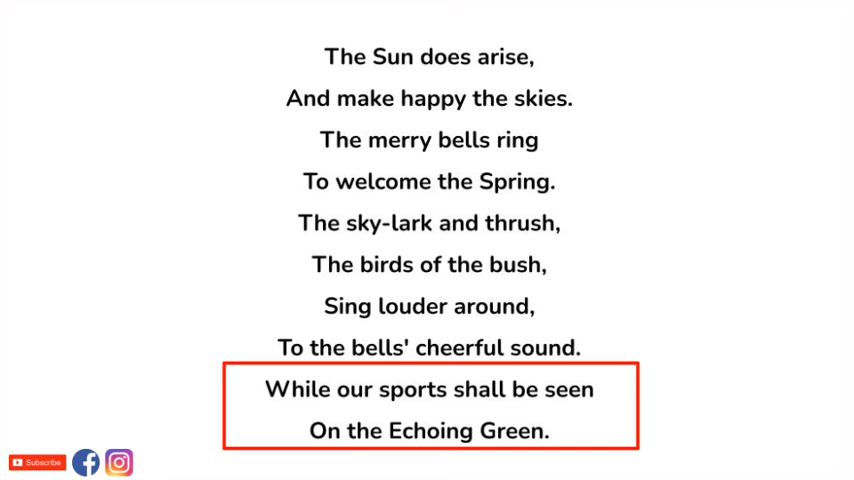 The Sun does arise,
And make happy the skies.
The merry bells ring
To welcome the Spring.
The sky-lark and thrush,
The birds of the bush,
Sing louder around,
To the bells' cheerful sound.
While our sports shall be seen
On the Echoing Green.
Subscribe